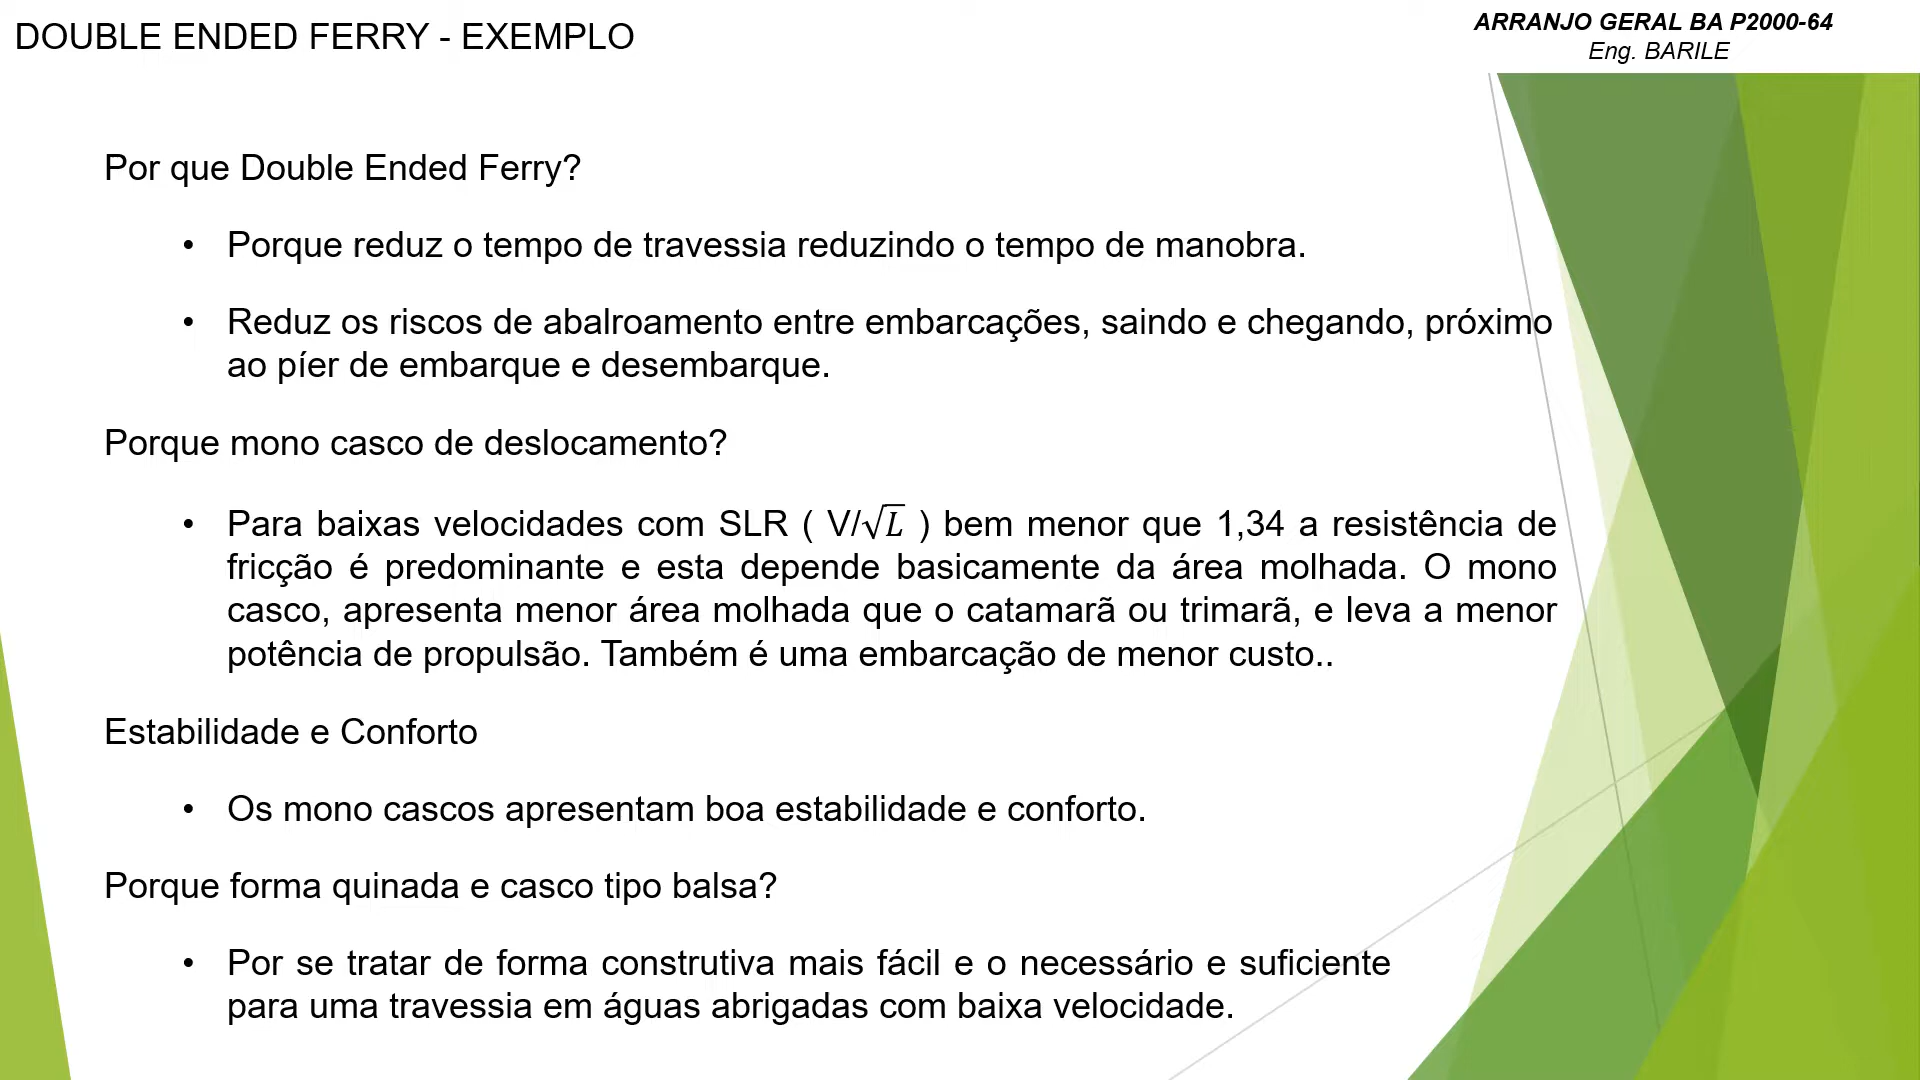 DOUBLE ENDED FERRY - EXEMPLO
ARRANJO GERAL BA P2000-64
Eng. BARILE
Por que Double Ended Ferry?
• Porque reduz o tempo de travessia reduzindo o tempo de manobra.
• Reduz os riscos de abalroamento entre embarcações, saindo e chegando, próximo
ao píer de embarque e desembarque.
Porque mono casco de deslocamento?
• Para baixas velocidades com SLR ( V/√L ) bem menor que 1,34 a resistência de
fricção é predominante e esta depende basicamente da área molhada. O mono
casco, apresenta menor área molhada que o catamarã ou trimarã, e leva a menor
potência de propulsão. Também é uma embarcação de menor custo..
Estabilidade e Conforto
• Os mono cascos apresentam boa estabilidade e conforto.
Porque forma quinada e casco tipo balsa?
• Por se tratar de forma construtiva mais fácil e o necessário e suficiente
para uma travessia em águas abrigadas com baixa velocidade.